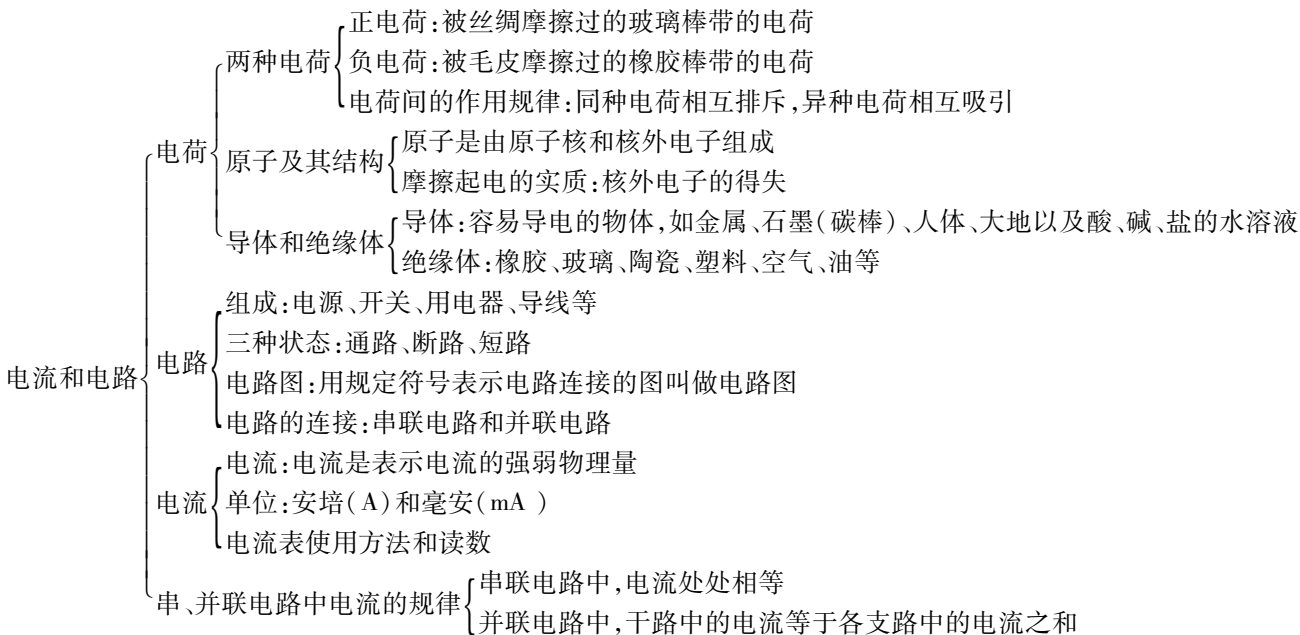 电流和电路
电荷
两种电荷
正电荷:被丝绸摩擦过的玻璃棒带的电荷
负电荷:被毛皮摩擦过的橡胶棒带的电荷
电荷间的作用规律:同种电荷相互排斥,异种电荷相互吸引
原子及其结构
原子是由原子核和核外电子组成
摩擦起电的实质:核外电子的得失
导体和绝缘体
导体:容易导电的物体,如金属、石墨(碳棒)、人体、大地以及酸、碱、盐的水溶液
绝缘体:橡胶、玻璃、陶瓷、塑料、空气、油等
电路
组成:电源、开关、用电器、导线等
三种状态:通路、断路、短路
电路图:用规定符号表示电路连接的图叫做电路图
电路的连接:串联电路和并联电路
电流
电流:电流是表示电流的强弱物理量
单位:安培(A)和毫安(mA)
电流表使用方法和读数
串、并联电路中电流的规律
串联电路中,电流处处相等
并联电路中,干路中的电流等于各支路中的电流之和